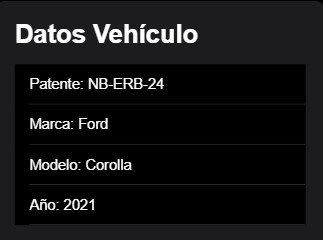 Datos Vehículo
Patente: NB-ERB-24
Marca: Ford
Modelo: Corolla
Año: 2021